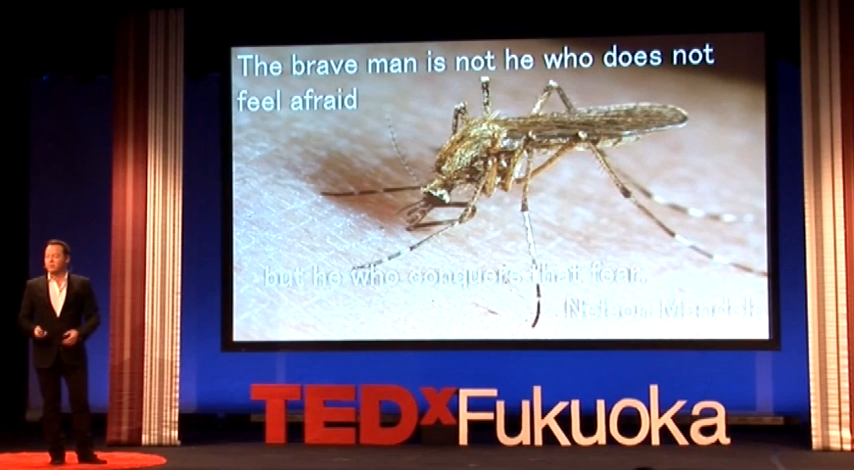 The brave man is not he who does not
feel afraid
but he who conquers that fear.
Nelson Mandela
TEDxFukuoka